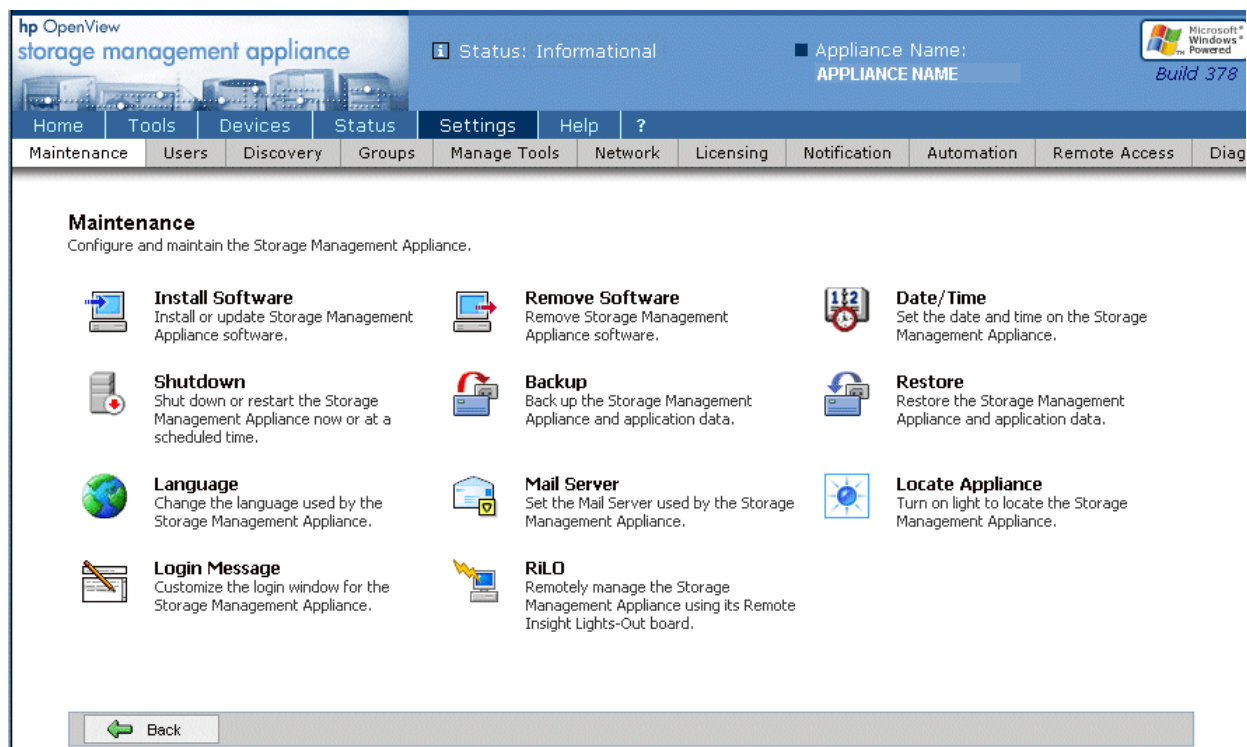 hp OpenView
storage management appliance
i Status: Informational
Appliance Name:
APPLIANCE NAME
Microsoft®
Windows®
Powered
TM
Build 378
Home Tools Devices Status Settings Help ?
Maintenance Users Discovery Groups Manage Tools Network Licensing Notification Automation Remote Access Diag
Maintenance
Configure and maintain the Storage Management Appliance.
Install Software
Install or update Storage Management
Appliance software.
Remove Software
Remove Storage Management
Appliance software.
Date/Time
Set the date and time on the Storage
Management Appliance.
Shutdown
Shut down or restart the Storage
Management Appliance now or at a
scheduled time.
Backup
Back up the Storage Management
Appliance and application data.
Restore
Restore the Storage Management
Appliance and application data.
Language
Change the language used by the
Storage Management Appliance.
Mail Server
Set the Mail Server used by the Storage
Management Appliance.
Locate Appliance
Turn on light to locate the Storage
Management Appliance.
Login Message
Customize the login window for the
Storage Management Appliance.
RiLO
Remotely manage the Storage
Management Appliance using its Remote
Insight Lights-Out board.
Back